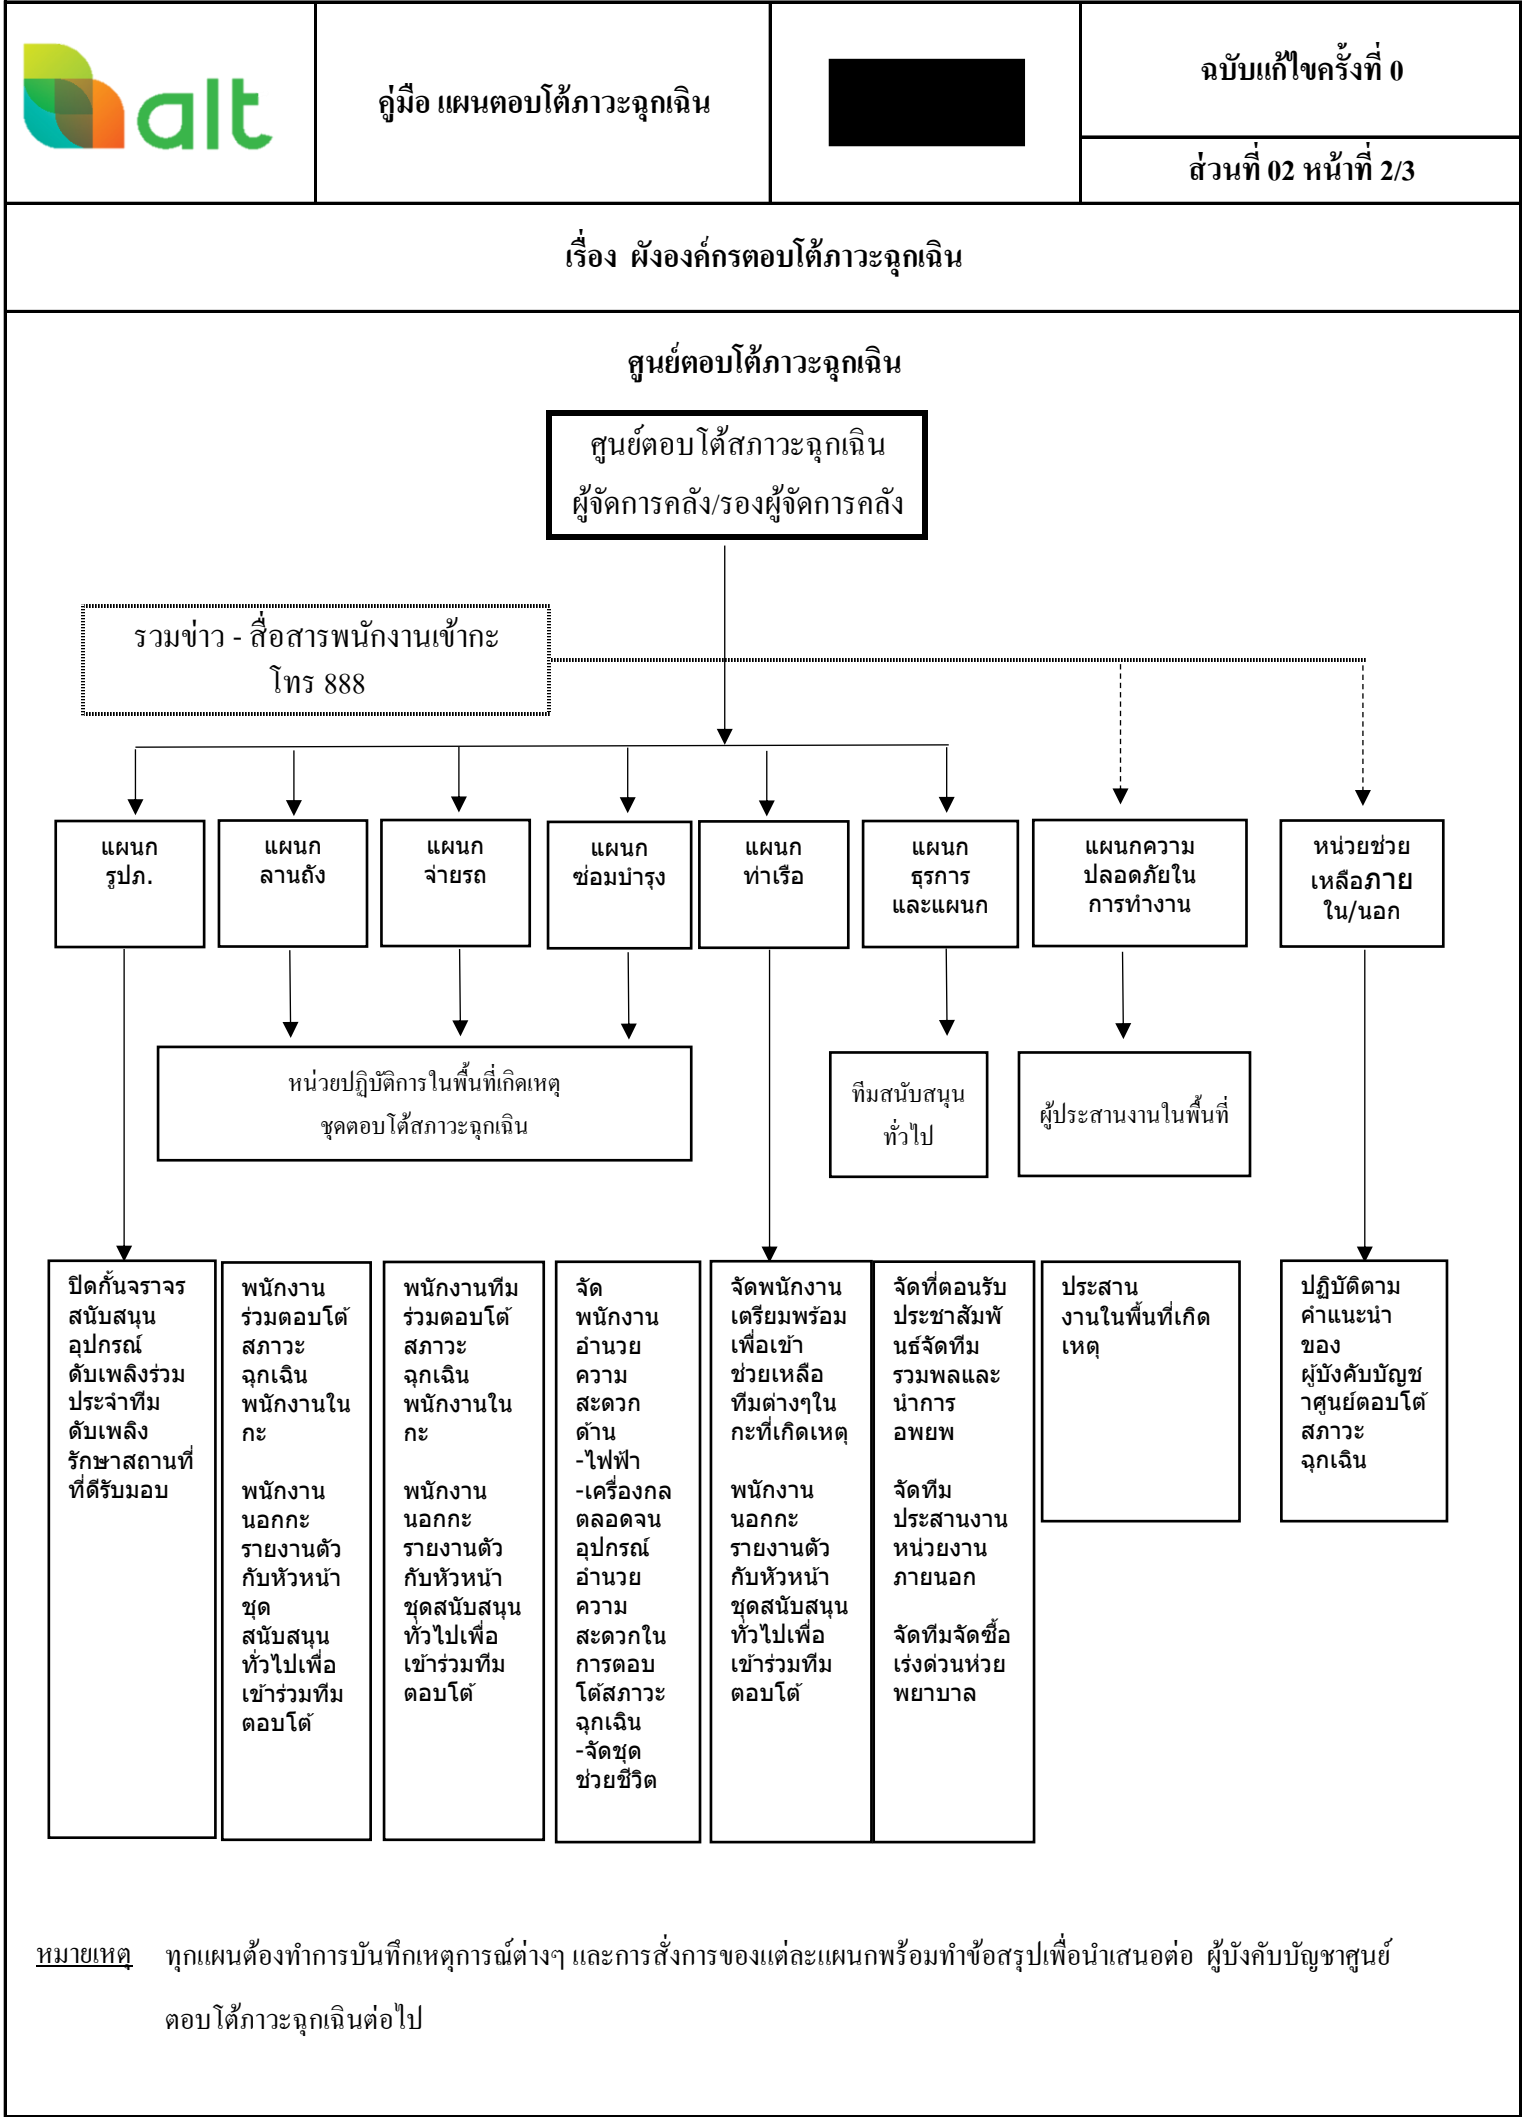 alt
คู่มือ แผนตอบโต้ภาวะฉุกเฉิน
ฉบับแก้ไขครั้งที่ 0
ส่วนที่ 02 หน้าที่ 2/3
เรื่อง ผังองค์กรตอบโต้ภาวะฉุกเฉิน
ศูนย์ตอบโต้ภาวะฉุกเฉิน
ศูนย์ตอบโต้สภาวะฉุกเฉิน
ผู้จัดการคลัง/รองผู้จัดการคลัง
รวมข่าว - สื่อสารพนักงานเข้ากะ
โทร 888
แผนก
รูปภ.
แผนก
ลานถัง
แผนก
จ่ายรถ
แผนก
ซ่อมบำรุง
แผนก
ท่าเรือ
แผนก
ธุรการ
และแผนก
แผนกความ
ปลอดภัยใน
การทำงาน
หน่วยช่วย
เหลือภาย
ใน/นอก
หน่วยปฏิบัติการในพื้นที่เกิดเหตุ
ชุดตอบโต้สภาวะฉุกเฉิน
ทีมสนับสนุน
ทั่วไป
ผู้ประสานงานในพื้นที่
ปิดกั้นจราจร
สนับสนุน
อุปกรณ์
ดับเพลิงร่วม
ประจำทีม
ดับเพลิง
รักษาสถานที่
ที่ดีรับมอบ
พนักงาน
ร่วมตอบโต้
สภาวะ
ฉุกเฉิน
พนักงานใน
กะ
พนักงาน
นอกกะ
รายงานตัว
กับหัวหน้า
ชุด
สนับสนุน
ทั่วไปเพื่อ
เข้าร่วมทีม
ตอบโต้
พนักงานทีม
ร่วมตอบโต้
สภาวะ
ฉุกเฉิน
พนักงานใน
กะ
พนักงาน
นอกกะ
รายงานตัว
กับหัวหน้า
ชุดสนับสนุน
ทั่วไปเพื่อ
เข้าร่วมทีม
ตอบโต้
จัด
พนักงาน
อำนวย
ความ
สะดวก
ด้าน
-ไฟฟ้า
-เครื่องกล
ตลอดจน
อุปกรณ์
อำนวย
ความ
สะดวกใน
การตอบ
โต้สภาวะ
ฉุกเฉิน
-จัดชุด
ช่วยชีวิต
จัดพนักงาน
เตรียมพร้อม
เพื่อเข้า
ช่วยเหลือ
ทีมต่างๆใน
กะที่เกิดเหตุ
พนักงาน
นอกกะ
รายงานตัว
กับหัวหน้า
ชุดสนับสนุน
ทั่วไปเพื่อ
เข้าร่วมทีม
ตอบโต้
จัดที่ตอนรับ
ประชาสัมพั
นธ์จัดทีม
รวมพลและ
นำการ
อพยพ
จัดทีม
ประสานงาน
หน่วยงาน
ภายนอก
จัดทีมจัดซื้อ
เร่งด่วนห่วย
พยาบาล
ประสาน
งานในพื้นที่เกิด
เหตุ
ปฏิบัติตาม
คำแนะนำ
ของ
ผู้บังคับบัญช
าศูนย์ตอบโต้
สภาวะ
ฉุกเฉิน
หมายเหตุ ทุกแผนต้องทำการบันทึกเหตุการณ์ต่างๆ และการสั่งการของแต่ละแผนกพร้อมทำข้อสรุปเพื่อนำเสนอต่อ ผู้บังคับบัญชาศูนย์
ตอบโต้ภาวะฉุกเฉินต่อไป